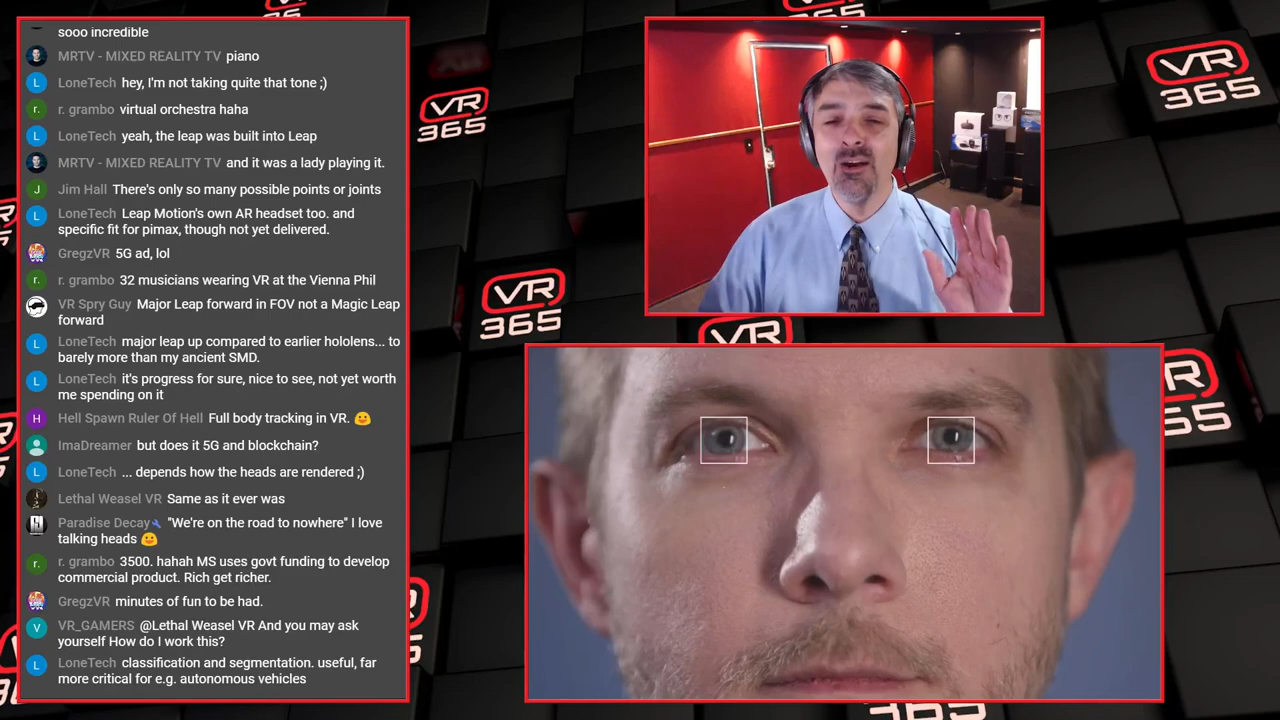 sooo incredible
MRTV - MIXED REALITY TV piano
L LoneTech hey, I'm not taking quite that tone ;)
r. r. grambo virtual orchestra haha
L LoneTech yeah, the leap was built into Leap
MRTV - MIXED REALITY TV and it was a lady playing it.
J Jim Hall There's only so many possible points or joints
L LoneTech Leap Motion's own AR headset too. and
specific fit for pimax, though not yet delivered.
GregzVR 5G ad, lol
r. r. grambo 32 musicians wearing VR at the Vienna Phil
VR Spry Guy Major Leap forward in FOV not a Magic Leap
forward
L LoneTech major leap up compared to earlier hololens... to
barely more than my ancient SMD.
L LoneTech it's progress for sure, nice to see, not yet worth
me spending on it
H Hell Spawn Ruler Of Hell Full body tracking in VR. 🙂
ImaDreamer but does it 5G and blockchain?
L LoneTech ... depends how the heads are rendered ;)
Lethal Weasel VR Same as it ever was
Paradise Decay "We're on the road to nowhere" I love
talking heads 🙂
r. r. grambo 3500. hahah MS uses govt funding to develop
commercial product. Rich get richer.
GregzVR minutes of fun to be had.
V VR_GAMERS @Lethal Weasel VR And you may ask
yourself How do I work this?
L LoneTech classification and segmentation. useful, far
more critical for e.g. autonomous vehicles
VR
365
VR
365
VR
365
VR
365